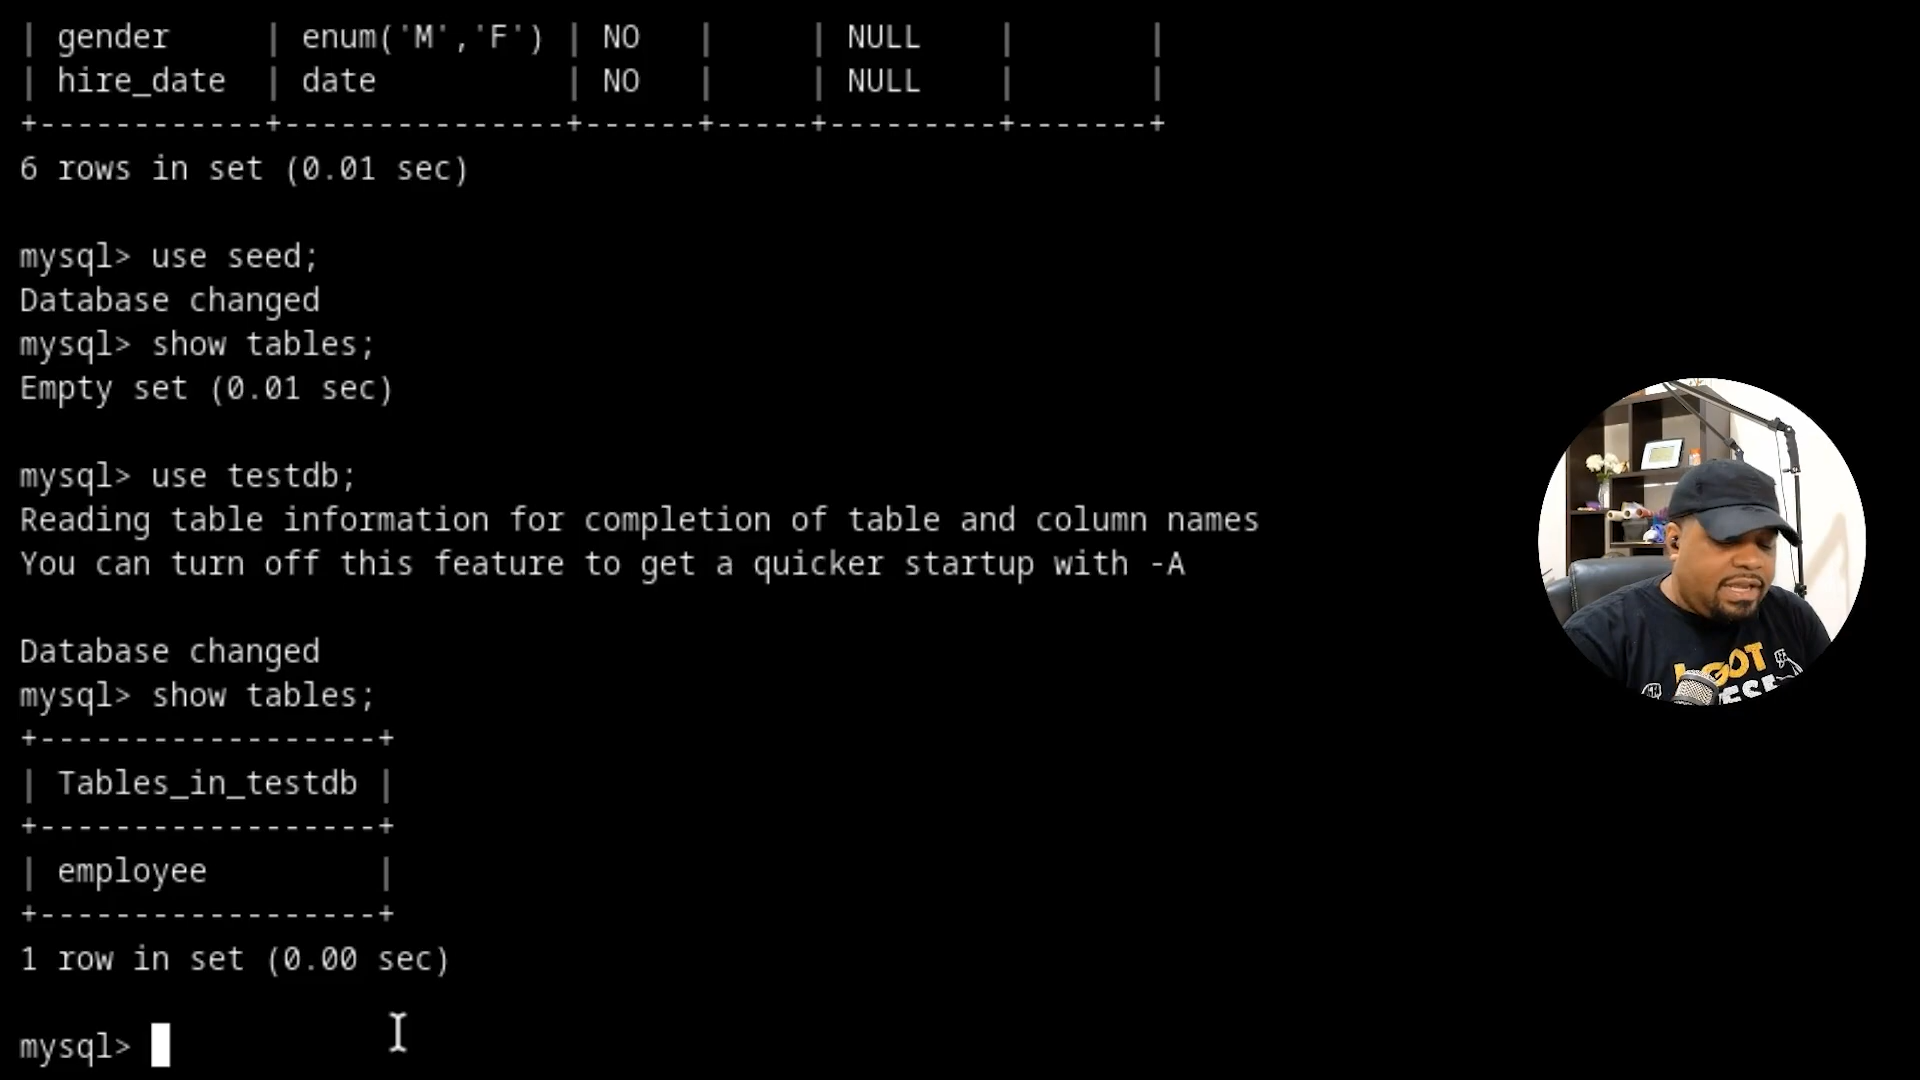 | gender | enum('M','F') | NO | | NULL | |
| hire_date | date | NO | | NULL | |
+------------+---------------+------+-----+---------+-------+
6 rows in set (0.01 sec)
mysql> use seed;
Database changed
mysql> show tables;
Empty set (0.01 sec)
mysql> use testdb;
Reading table information for completion of table and column names
You can turn off this feature to get a quicker startup with -A
Database changed
mysql> show tables;
+------------------+
| Tables_in_testdb |
+------------------+
| employee |
+------------------+
1 row in set (0.00 sec)
mysql>
GOT